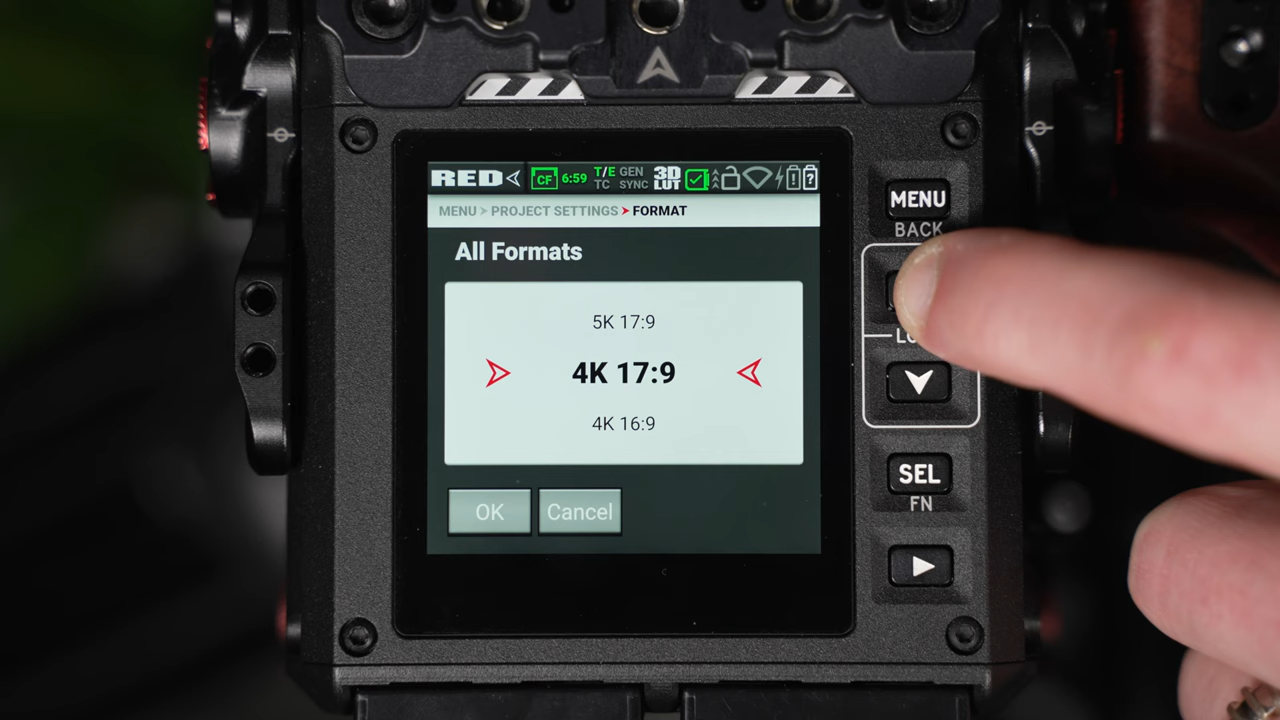 RED CF 6:59 T/E TC GEN SYNC 3D LUT ? 
MENU > PROJECT SETTINGS > FORMAT
All Formats
5K 17:9
4K 17:9
4K 16:9
OK Cancel
MENU
BACK
SEL
FN